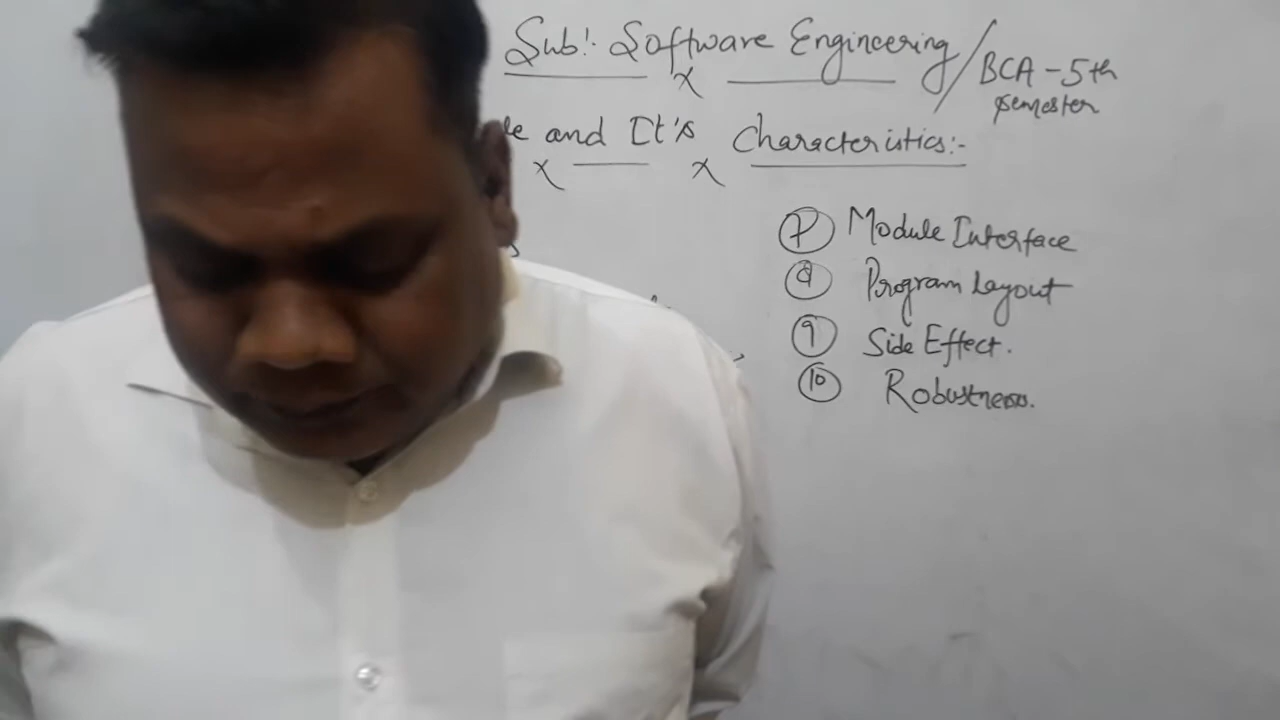 Sub!- Software Engineering / BCA - 5th
semester
le and It's Characteristics:-
7 Module Interface
8 Program Layout
9 Side Effect.
10 Robustness.